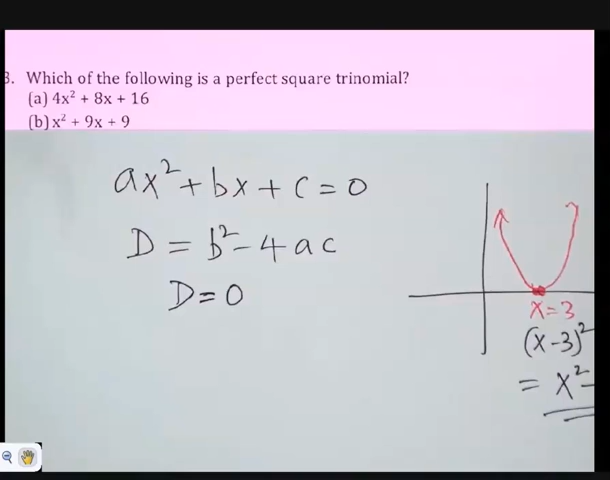 3. Which of the following is a perfect square trinomial?
(a) 4x² + 8x + 16
(b) x² + 9x + 9
ax² + bx + c = 0
D = b² - 4ac
D = 0
x = 3
(x-3)²
= x² -